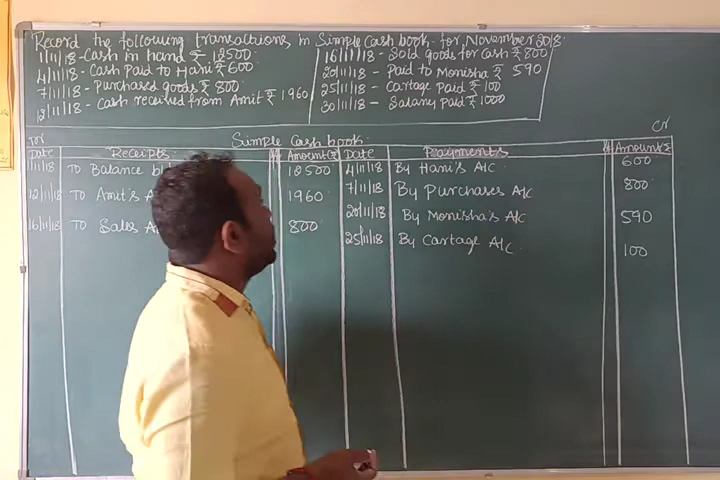 Record the following transactions in Simple Cash book for November 2018.
1/11/18 - Cash in hand ₹ 12500
4/11/18 - Cash Paid to Hani ₹ 600
7/11/18 - Purchased goods ₹ 800
12/11/18 - Cash received from Amit ₹ 1960
16/11/18 - Sold goods for cash ₹ 800
20/11/18 - Paid to Monisha ₹ 590
25/11/18 - Cartage Paid ₹ 100
30/11/18 - Salary Paid ₹ 1000
Simple Cash book.
Cr
Date Receipts Amount(₹) Date Payments Amount ₹
1/11/18 To Balance 12500 4/11/18 By Hani's A/C 600
12/11/18 To Amit's 1960 7/11/18 By Purchases A/C 800
16/11/18 To Sales 800 20/11/18 By Monisha's A/C 590
25/11/18 By Cartage A/C 100